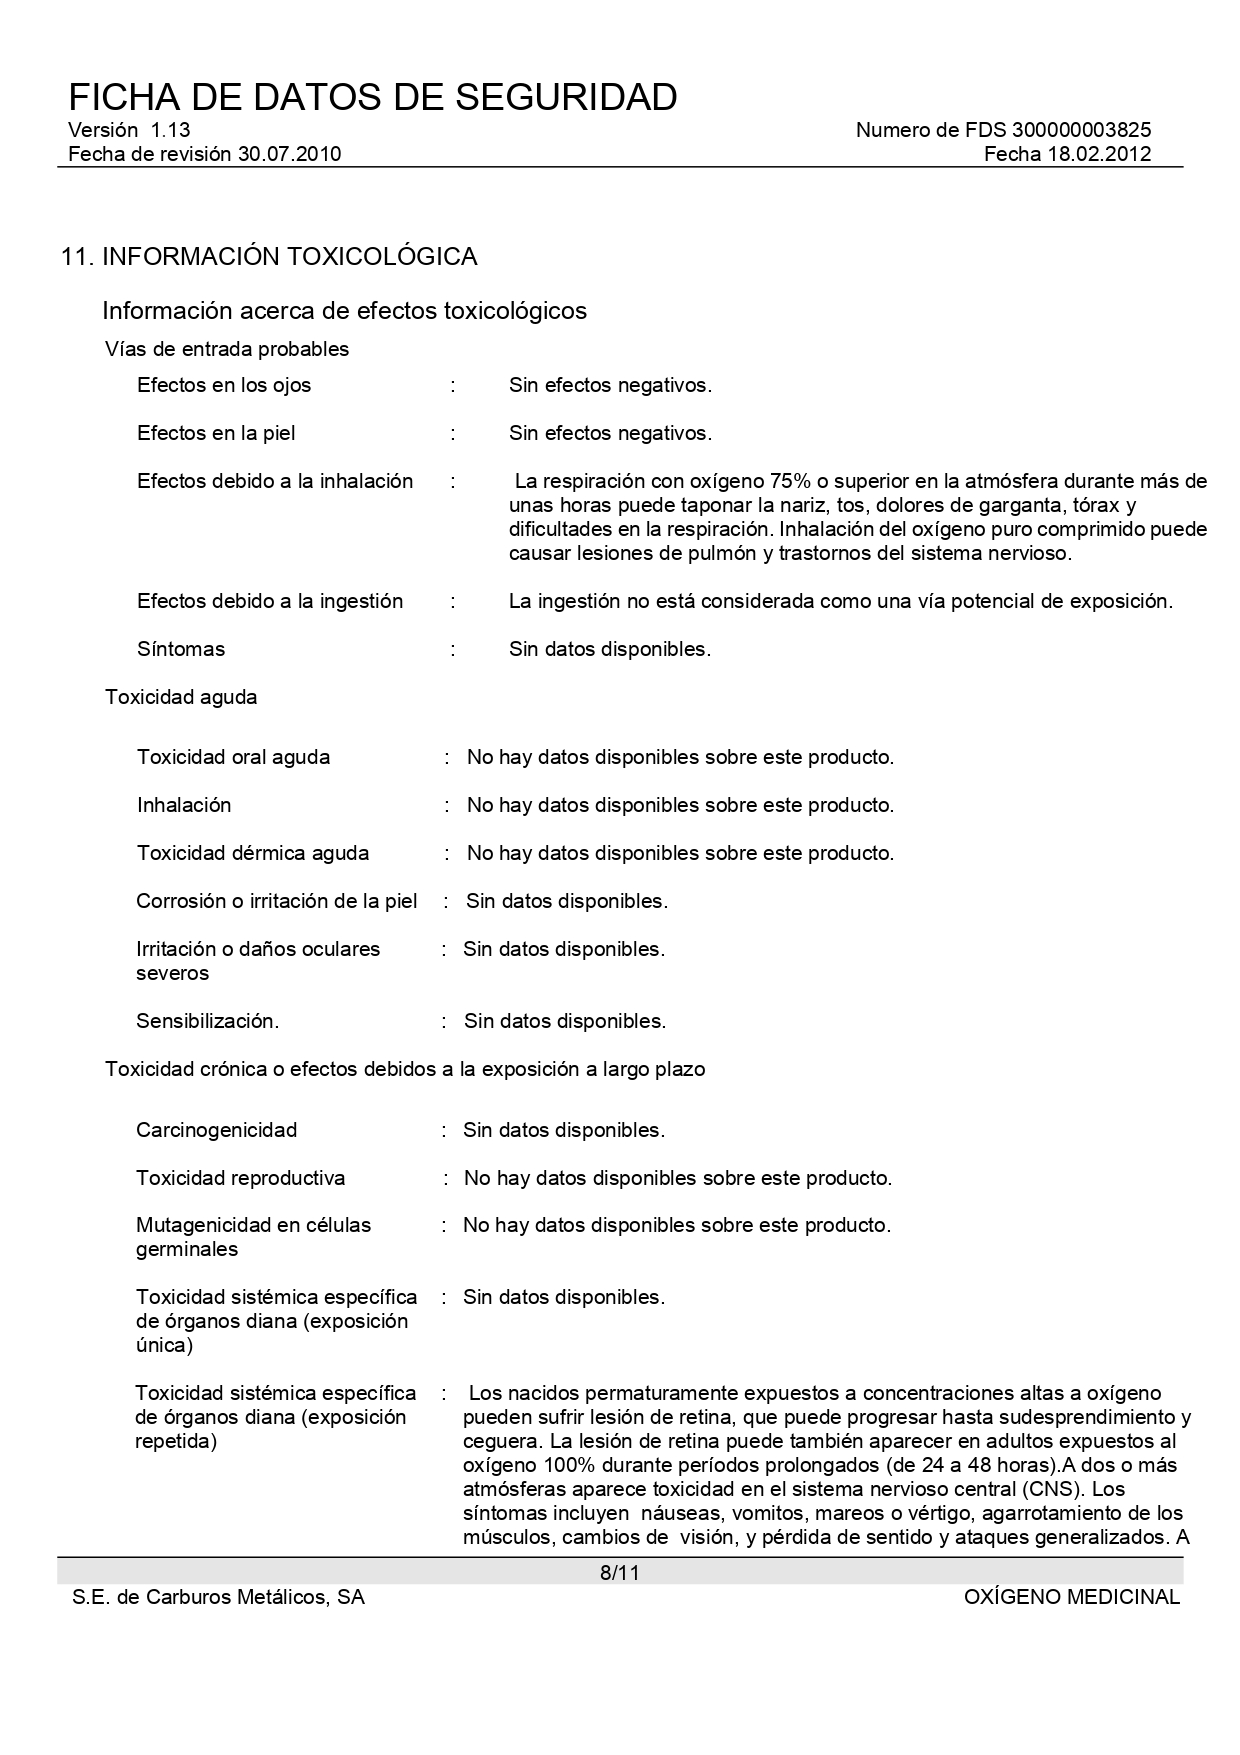 FICHA DE DATOS DE SEGURIDAD
Versión 1.13 Numero de FDS 300000003825
Fecha de revisión 30.07.2010 Fecha 18.02.2012
11. INFORMACIÓN TOXICOLÓGICA
Información acerca de efectos toxicológicos
Vías de entrada probables
Efectos en los ojos : Sin efectos negativos.
Efectos en la piel : Sin efectos negativos.
Efectos debido a la inhalación : La respiración con oxígeno 75% o superior en la atmósfera durante más de
unas horas puede taponar la nariz, tos, dolores de garganta, tórax y
dificultades en la respiración. Inhalación del oxígeno puro comprimido puede
causar lesiones de pulmón y trastornos del sistema nervioso.
Efectos debido a la ingestión : La ingestión no está considerada como una vía potencial de exposición.
Síntomas : Sin datos disponibles.
Toxicidad aguda
Toxicidad oral aguda : No hay datos disponibles sobre este producto.
Inhalación : No hay datos disponibles sobre este producto.
Toxicidad dérmica aguda : No hay datos disponibles sobre este producto.
Corrosión o irritación de la piel : Sin datos disponibles.
Irritación o daños oculares : Sin datos disponibles.
severos
Sensibilización. : Sin datos disponibles.
Toxicidad crónica o efectos debidos a la exposición a largo plazo
Carcinogenicidad : Sin datos disponibles.
Toxicidad reproductiva : No hay datos disponibles sobre este producto.
Mutagenicidad en células : No hay datos disponibles sobre este producto.
germinales
Toxicidad sistémica específica : Sin datos disponibles.
de órganos diana (exposición
única)
Toxicidad sistémica específica : Los nacidos permaturamente expuestos a concentraciones altas a oxígeno
de órganos diana (exposición pueden sufrir lesión de retina, que puede progresar hasta sudesprendimiento y
repetida) ceguera. La lesión de retina puede también aparecer en adultos expuestos al
oxígeno 100% durante períodos prolongados (de 24 a 48 horas).A dos o más
atmósferas aparece toxicidad en el sistema nervioso central (CNS). Los
síntomas incluyen náuseas, vomitos, mareos o vértigo, agarrotamiento de los
músculos, cambios de visión, y pérdida de sentido y ataques generalizados. A
8/11
S.E. de Carburos Metálicos, SA OXÍGENO MEDICINAL